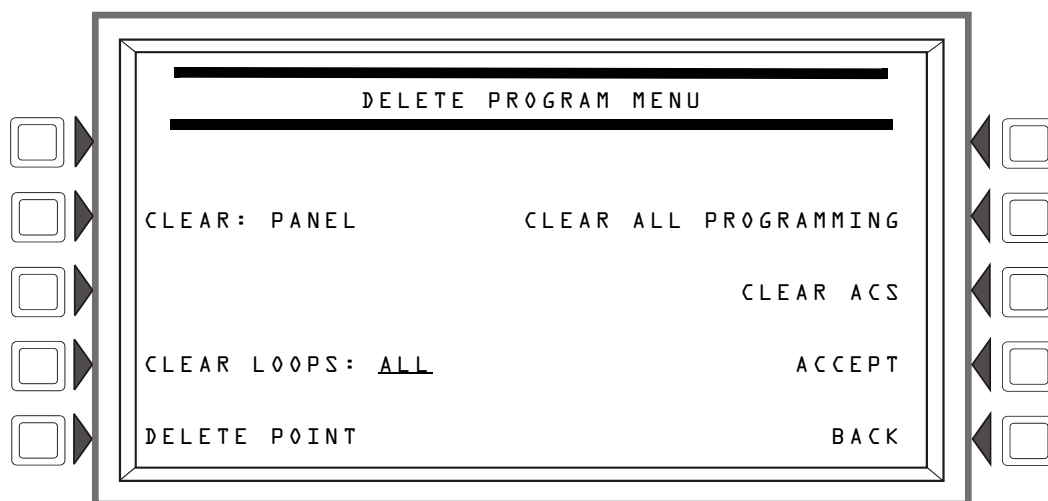 DELETE PROGRAM MENU
CLEAR: PANEL CLEAR ALL PROGRAMMING
CLEAR ACS
CLEAR LOOPS: ALL ACCEPT
DELETE POINT BACK